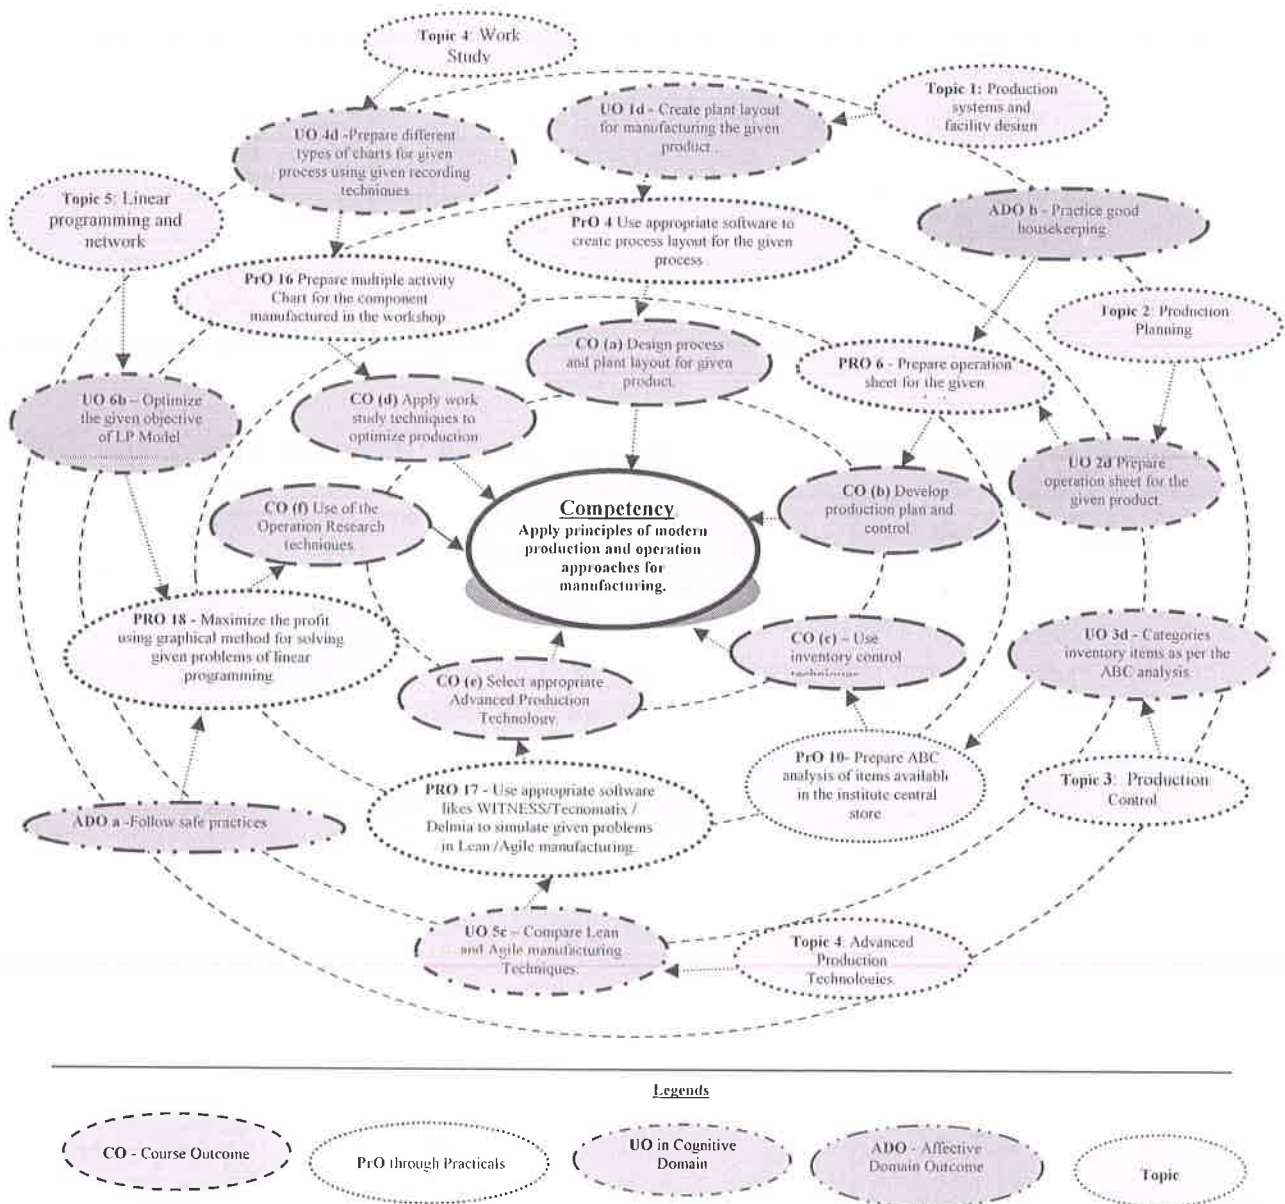 Topic 4: Work
Study
Topic 1: Production
systems and
facility design
UO 1d - Create plant layout
for manufacturing the given
product .
UO 4d -Prepare different
types of charts for given
process using given recording
techniques
Topic 5: Linear
programming and
network
ADO b - Practice good
housekeeping
PrO 4 Use appropriate software to
create process layout for the given
process .
PrO 16 Prepare multiple activity
Chart for the component
manufactured in the workshop
Topic 2: Production
Planning
CO (a) Design process
and plant layout for given
product.
PRO 6 - Prepare operation
sheet for the given
UO 6b – Optimize
the given objective
of LP Model
CO (d) Apply work
study techniques to
optimize production
UO 2d Prepare
operation sheet for the
given product.
CO (b) Develop
production plan and
control.
CO (f) Use of the
Operation Research
techniques.
Competency
Apply principles of modern
production and operation
approaches for
manufacturing.
PRO 18 - Maximize the profit
using graphical method for solving
given problems of linear
programming
CO (c) – Use
inventory control
techniques
UO 3d - Categories
inventory items as per the
ABC analysis.
CO (e) Select appropriate
Advanced Production
Technology.
PrO 10- Prepare ABC
analysis of items available
in the institute central
store
Topic 3: Production
Control
PRO 17 - Use appropriate software
likes WITNESS/Tecnomatix /
Delmia to simulate given problems
in Lean /Agile manufacturing.
ADO a -Follow safe practices
UO 5c – Compare Lean
and Agile manufacturing
Techniques.
Topic 4: Advanced
Production
Technologies.
Legends
CO - Course Outcome
PrO through Practicals
UO in Cognitive
Domain
ADO - Affective
Domain Outcome
Topic